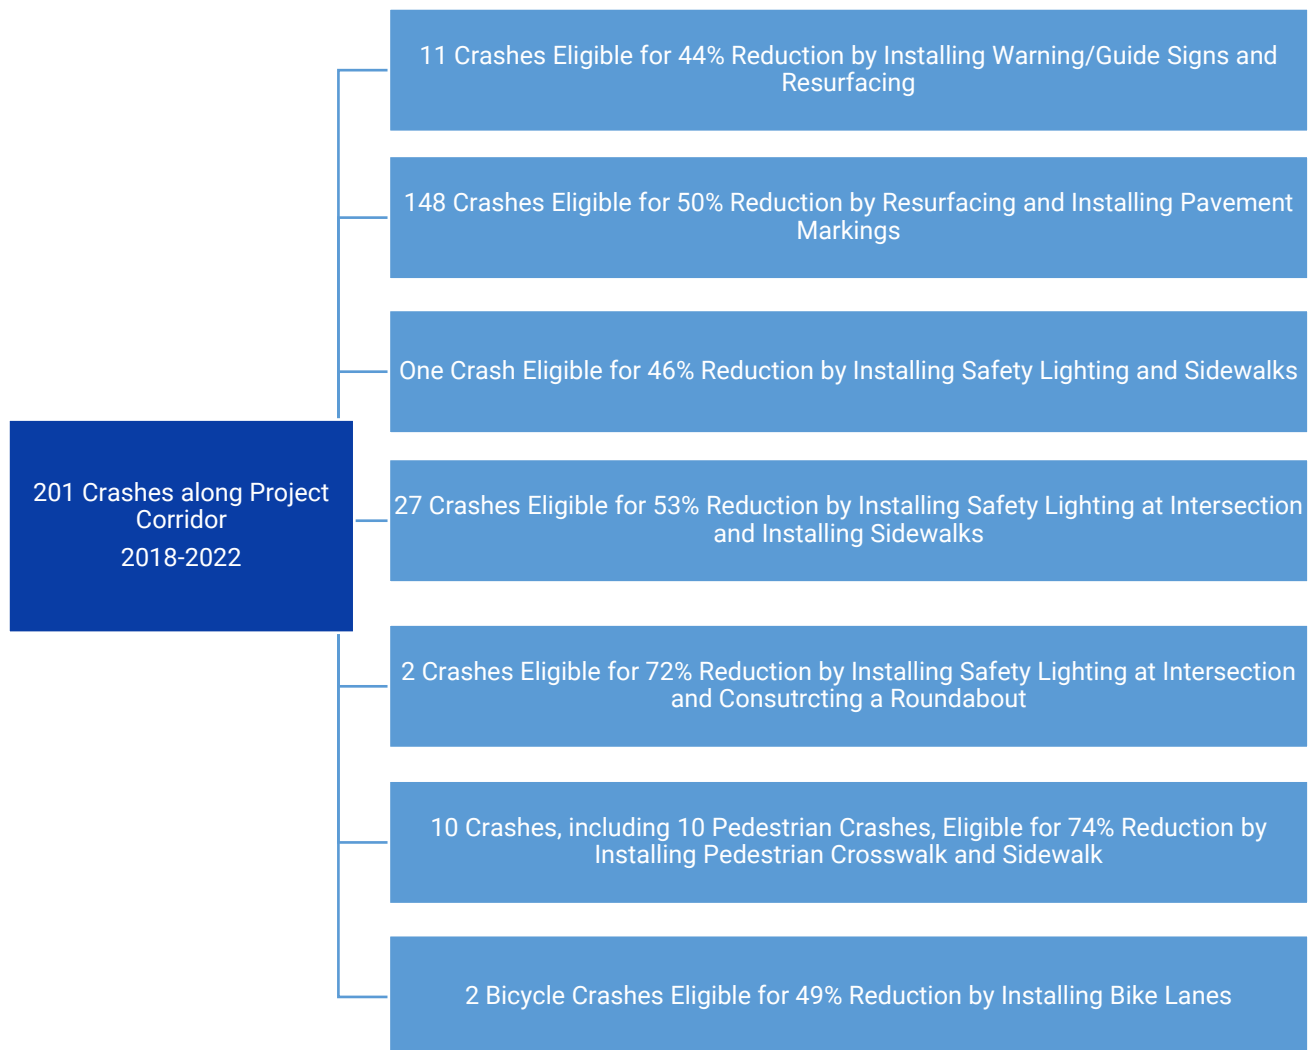 11 Crashes Eligible for 44% Reduction by Installing Warning/Guide Signs and
Resurfacing
148 Crashes Eligible for 50% Reduction by Resurfacing and Installing Pavement
Markings
One Crash Eligible for 46% Reduction by Installing Safety Lighting and Sidewalks
201 Crashes along Project
Corridor
2018-2022
27 Crashes Eligible for 53% Reduction by Installing Safety Lighting at Intersection
and Installing Sidewalks
2 Crashes Eligible for 72% Reduction by Installing Safety Lighting at Intersection
and Consutrcting a Roundabout
10 Crashes, including 10 Pedestrian Crashes, Eligible for 74% Reduction by
Installing Pedestrian Crosswalk and Sidewalk
2 Bicycle Crashes Eligible for 49% Reduction by Installing Bike Lanes